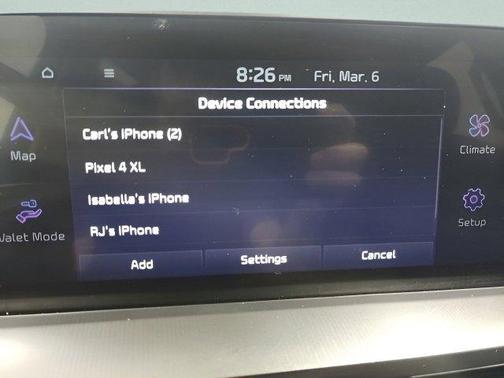 8:26 PM Fri, Mar. 6
Device Connections
Carl's iPhone (2)
Pixel 4 XL
Isabella's iPhone
RJ's iPhone
Add Settings Cancel
Map
Valet Mode
Climate
Setup